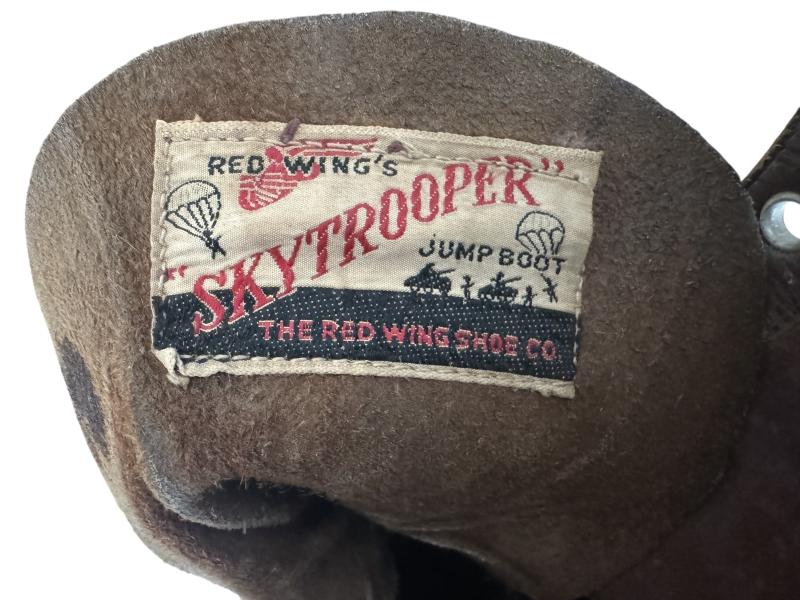 RED WING'S
"SKYTROOPER"
JUMP BOOT
THE RED WING SHOE CO.